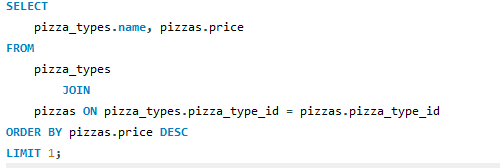 SELECT
pizza_types.name, pizzas.price
FROM
pizza_types
JOIN
pizzas ON pizza_types.pizza_type_id = pizzas.pizza_type_id
ORDER BY pizzas.price DESC
LIMIT 1;